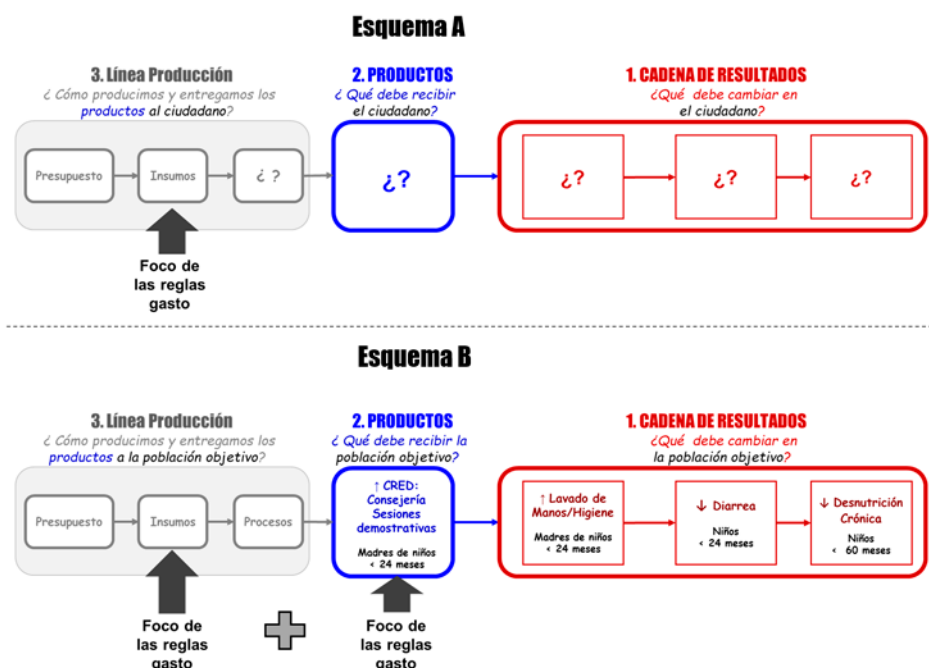 Esquema A
3. Línea Producción
¿ Cómo producimos y entregamos los
productos al ciudadano?
2. PRODUCTOS
¿ Qué debe recibir
el ciudadano?
1. CADENA DE RESULTADOS
¿Qué debe cambiar en
el ciudadano?
Presupuesto
Insumos
¿ ?
¿?
¿?
¿?
¿?
Foco de
las reglas
gasto
Esquema B
3. Línea Producción
¿ Cómo producimos y entregamos los
productos a la población objetivo?
2. PRODUCTOS
¿ Qué debe recibir la
población objetivo?
1. CADENA DE RESULTADOS
¿Qué debe cambiar en
la población objetivo?
Presupuesto
Insumos
Procesos
↑ CRED:
Consejería
Sesiones
demostrativas
Madres de niños
< 24 meses
↑ Lavado de
Manos/Higiene
Madres de niños
< 24 meses
↓ Diarrea
Niños
< 24 meses
↓ Desnutrición
Crónica
Niños
< 60 meses
Foco de
las reglas
gasto
Foco de
las reglas
gasto